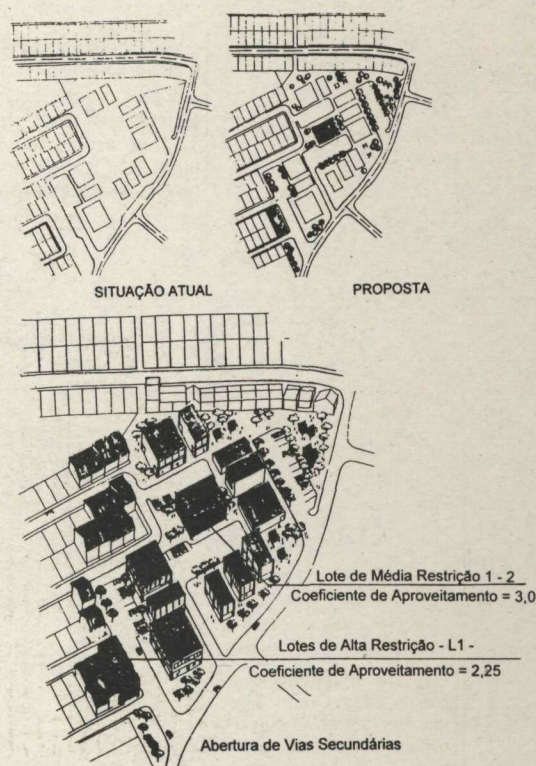 SITUAÇÃO ATUAL
PROPOSTA
Lote de Média Restrição 1 - 2
Coeficiente de Aproveitamento = 3,0
Lotes de Alta Restrição - L1 -
Coeficiente de Aproveitamento = 2,25
Abertura de Vias Secundárias